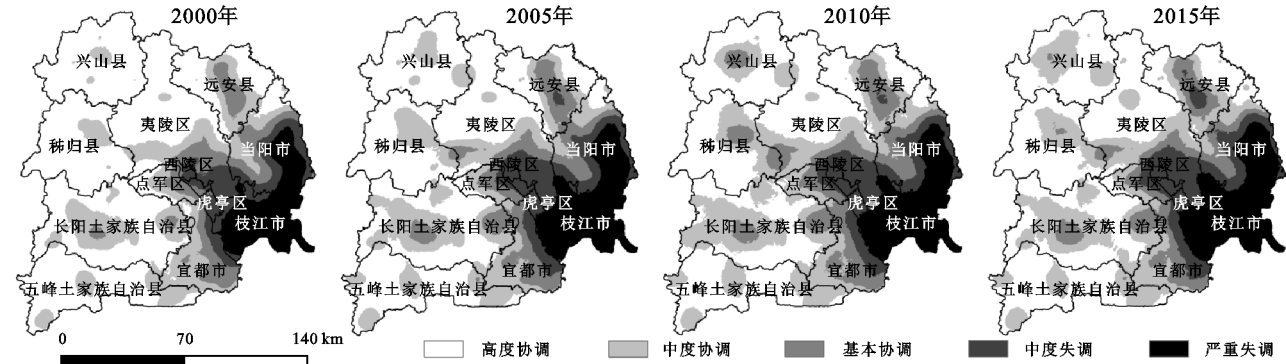 2000年
兴山县
远安县
夷陵区
秭归县
当阳市
西陵区
点军区
虎亭区
长阳土家族自治县
枝江市
宜都市
五峰土家族自治县
2005年
兴山县
远安县
夷陵区
秭归县
当阳市
西陵区
点军区
虎亭区
长阳土家族自治县
枝江市
宜都市
五峰土家族自治县
2010年
兴山县
远安县
夷陵区
秭归县
当阳市
西陵区
点军区
虎亭区
长阳土家族自治县
枝江市
宜都市
五峰土家族自治县
2015年
兴山县
远安县
夷陵区
秭归县
当阳市
西陵区
点军区
虎亭区
长阳土家族自治县
枝江市
宜都市
五峰土家族自治县
0 70 140 km
高度协调 中度协调 基本协调 中度失调 严重失调